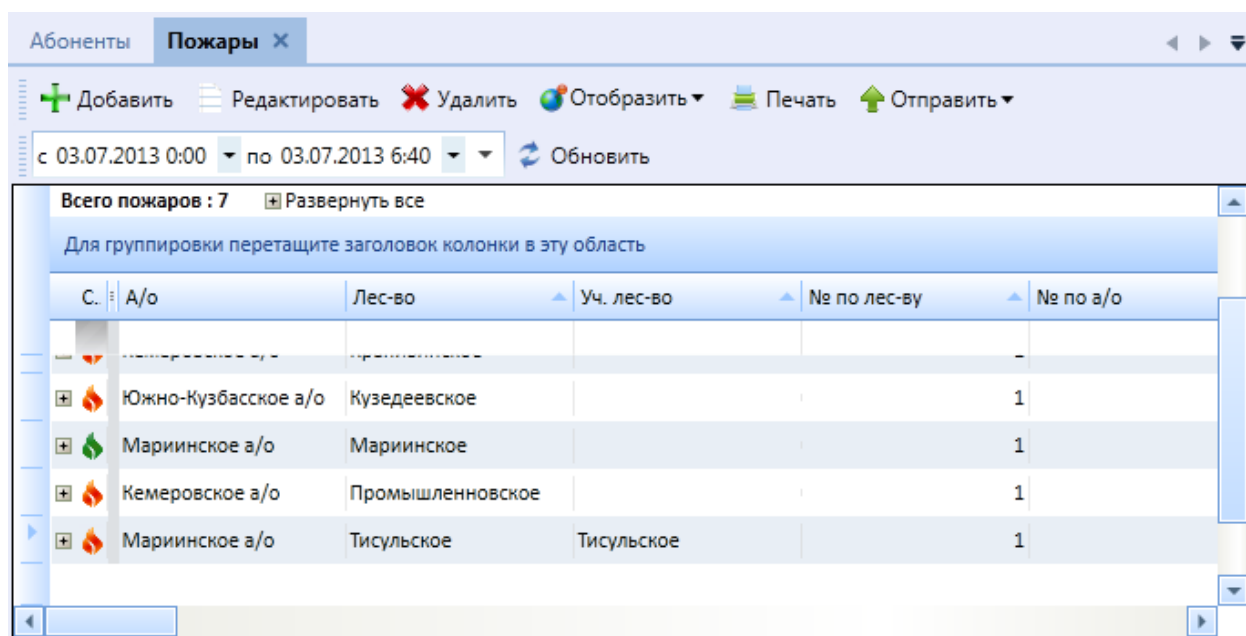 Абоненты Пожары
Добавить Редактировать Удалить Отобразить Печать Отправить
с 03.07.2013 0:00 по 03.07.2013 6:40 Обновить
Всего пожаров : 7 Развернуть все
Для группировки перетащите заголовок колонки в эту область
С.. А/о Лес-во Уч. лес-во № по лес-ву № по а/о
Южно-Кузбасское а/о Кузедеевское 1
Мариинское а/о Мариинское 1
Кемеровское а/о Промышленновское 1
Мариинское а/о Тисульское Тисульское 1